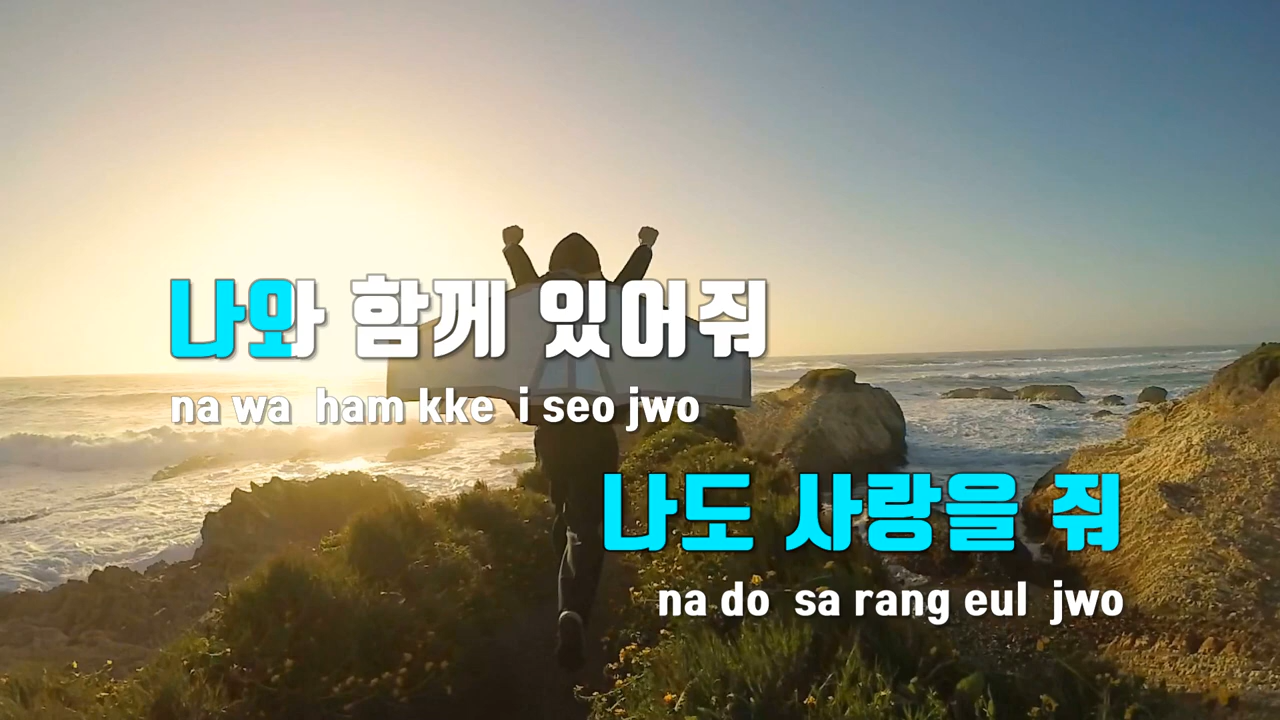 나와 함께 있어줘
na wa ham kke i seo jwo
나도 사랑을 줘
na do sa rang eul jwo